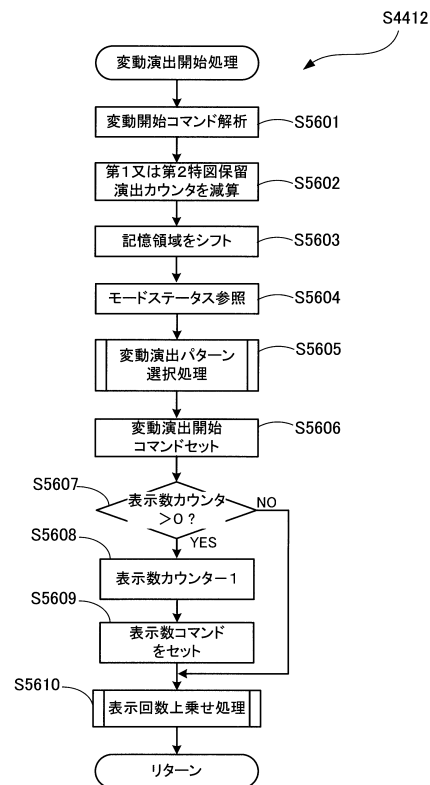 S4412
変動演出開始処理
変動開始コマンド解析
S5601
第1又は第2特図保留
演出カウンタを減算
S5602
記憶領域をシフト
S5603
モードステータス参照
S5604
変動演出パターン
選択処理
S5605
変動演出開始
コマンドセット
S5606
S5607
表示数カウンタ
>0?
NO
YES
S5608
表示数カウンター1
S5609
表示数コマンド
をセット
S5610
表示回数上乗せ処理
リターン